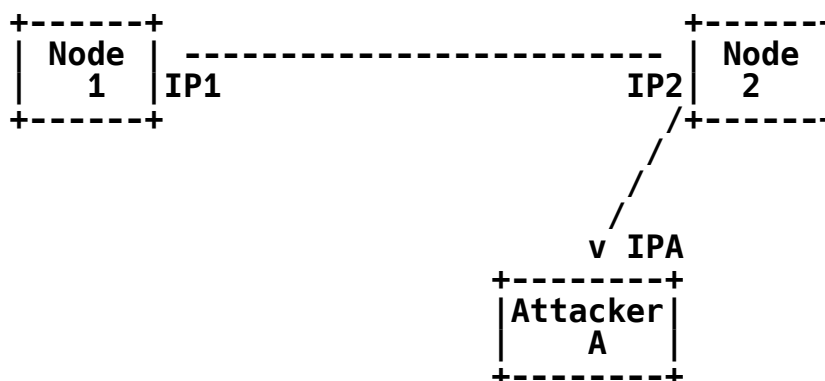 +------+                          +------+
| Node | ----------------------- | Node
|  1   |IP1                    IP2|  2
+------+                         /+------+
                                /
                               /
                              /
                             v IPA
                        +--------+
                        |Attacker|
                        |    A   |
                        +--------+